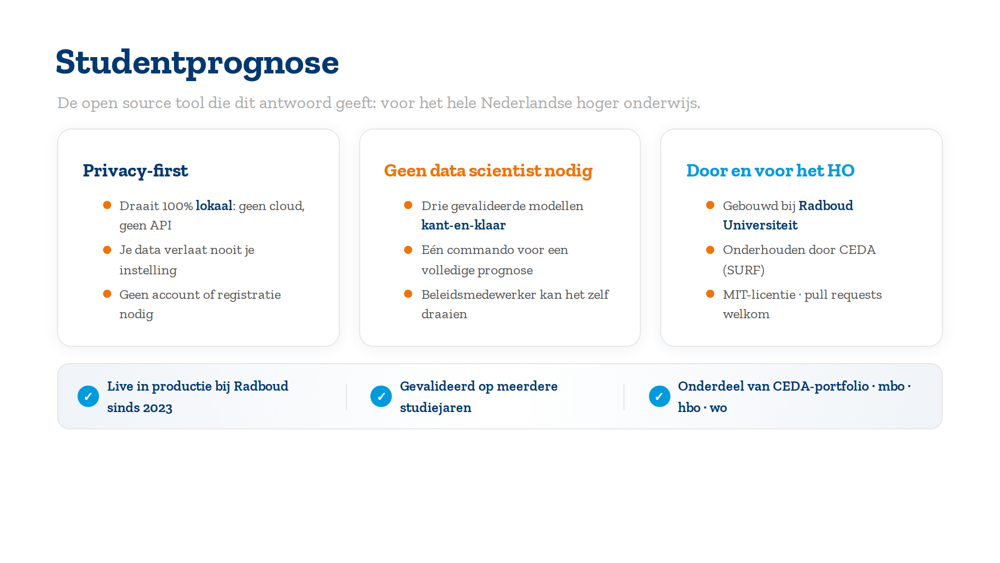 Studentprognose
De open source tool die dit antwoord geeft: voor het hele Nederlandse hoger onderwijs.
Privacy-first
Draait 100% lokaal: geen cloud,
geen API
Je data verlaat nooit je
instelling
Geen account of registratie
nodig
Geen data scientist nodig
Drie gevalideerde modellen
kant-en-klaar
Eén commando voor een
volledige prognose
Beleidsmedewerker kan het zelf
draaien
Door en voor het HO
Gebouwd bij Radboud
Universiteit
Onderhouden door CEDA
(SURF)
MIT-licentie · pull requests
welkom
✓ Live in productie bij Radboud
sinds 2023
✓ Gevalideerd op meerdere
studiejaren
✓ Onderdeel van CEDA-portfolio · mbo ·
hbo · wo